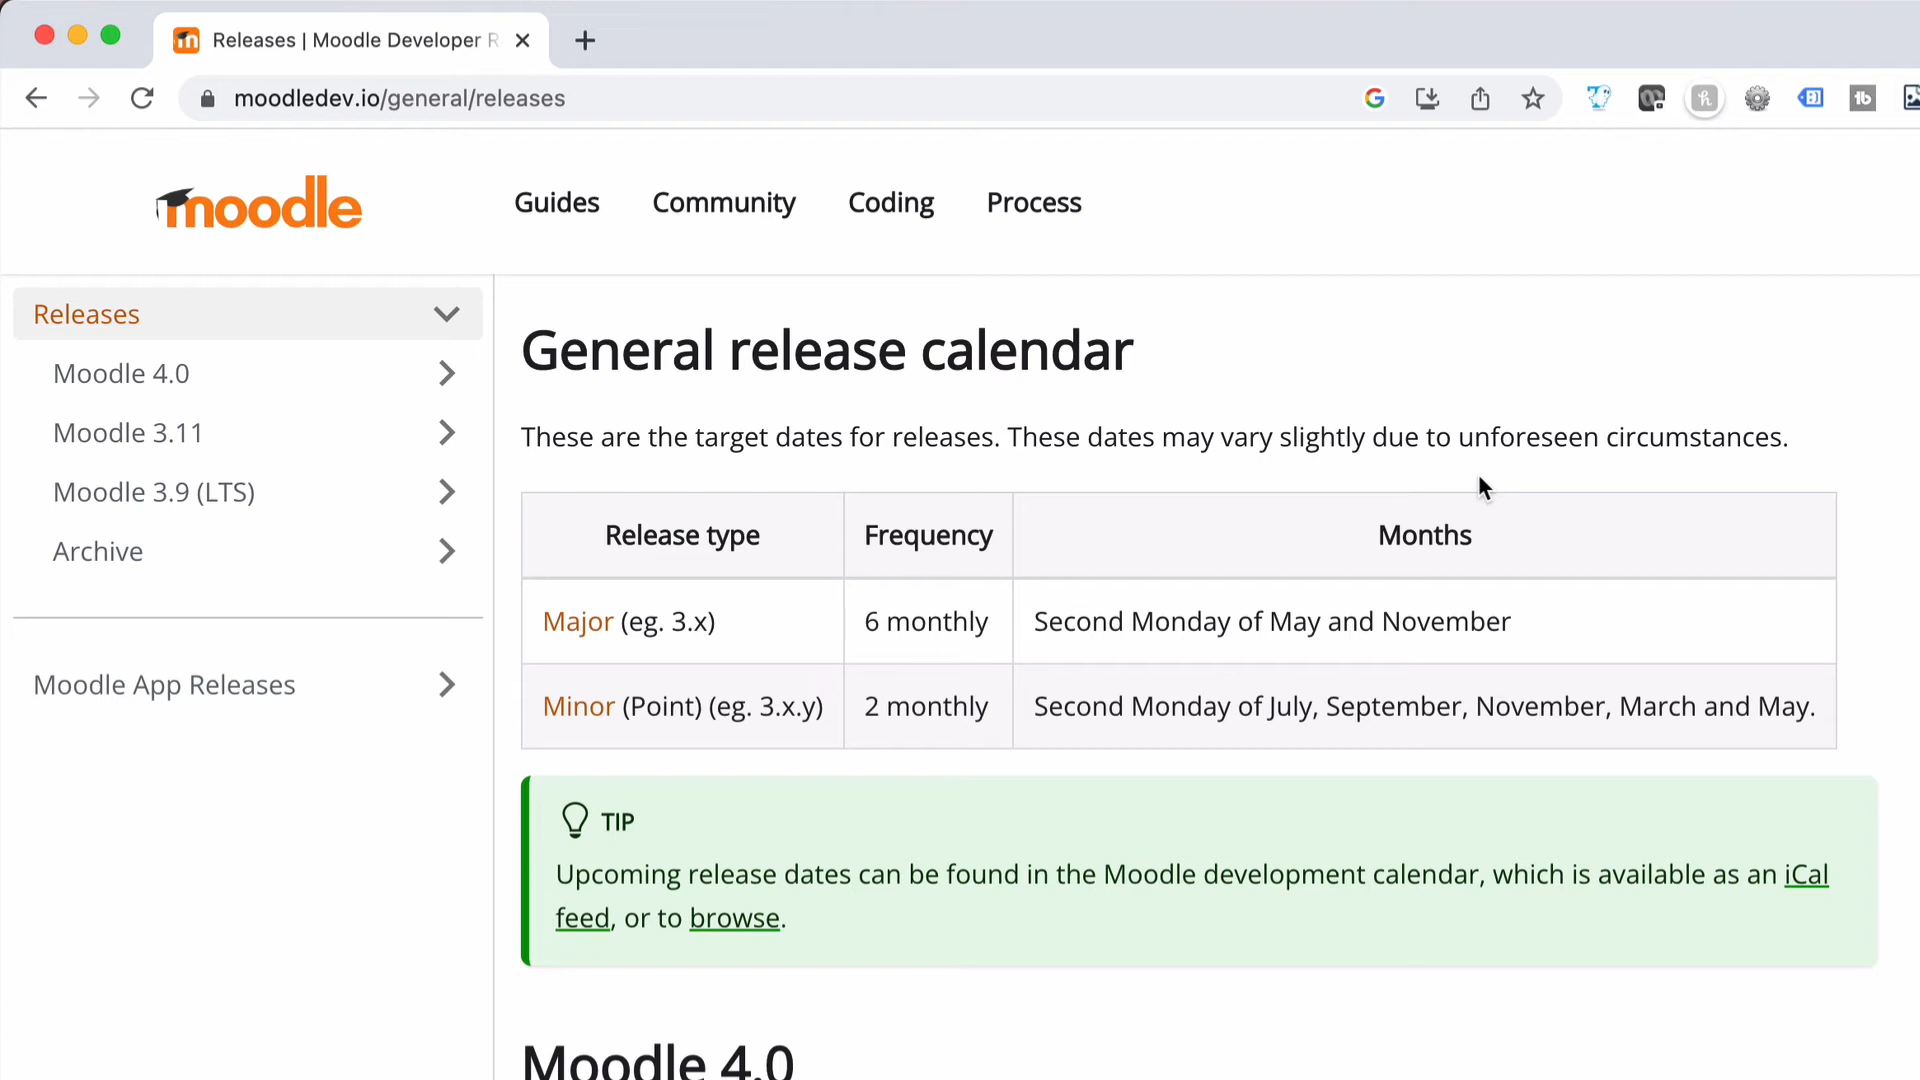 Releases | Moodle Developer R
moodledev.io/general/releases
moodle
Guides Community Coding Process
Releases
Moodle 4.0
Moodle 3.11
Moodle 3.9 (LTS)
Archive
Moodle App Releases
General release calendar
These are the target dates for releases. These dates may vary slightly due to unforeseen circumstances.
Release type Frequency Months
Major (eg. 3.x) 6 monthly Second Monday of May and November
Minor (Point) (eg. 3.x.y) 2 monthly Second Monday of July, September, November, March and May.
TIP
Upcoming release dates can be found in the Moodle development calendar, which is available as an iCal
feed, or to browse.
Moodle 4.0